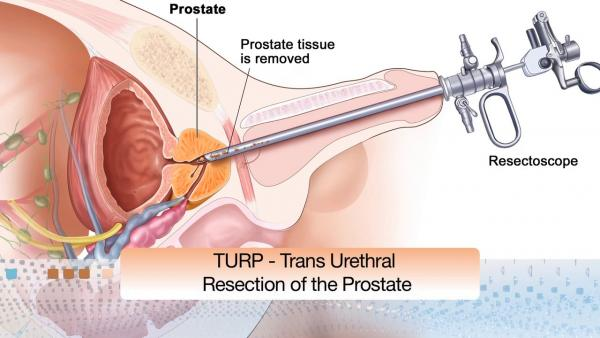 Prostate
Prostate tissue
is removed
Resectoscope
TURP - Trans Urethral
Resection of the Prostate